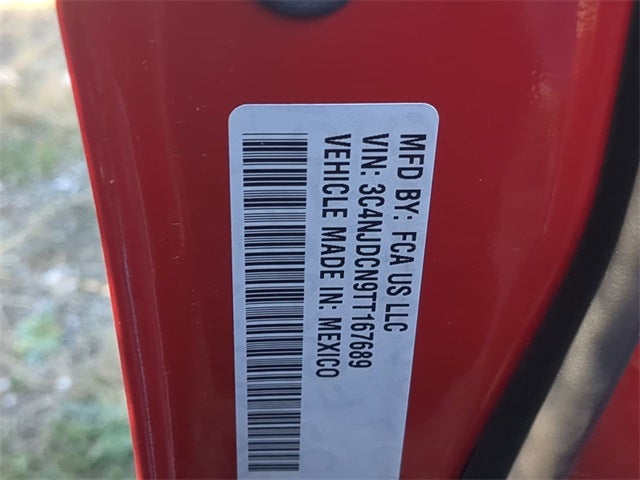 MFD BY: FCA US LLC
VIN: 3C4NJDCN9TT167689
VEHICLE MADE IN: MEXICO